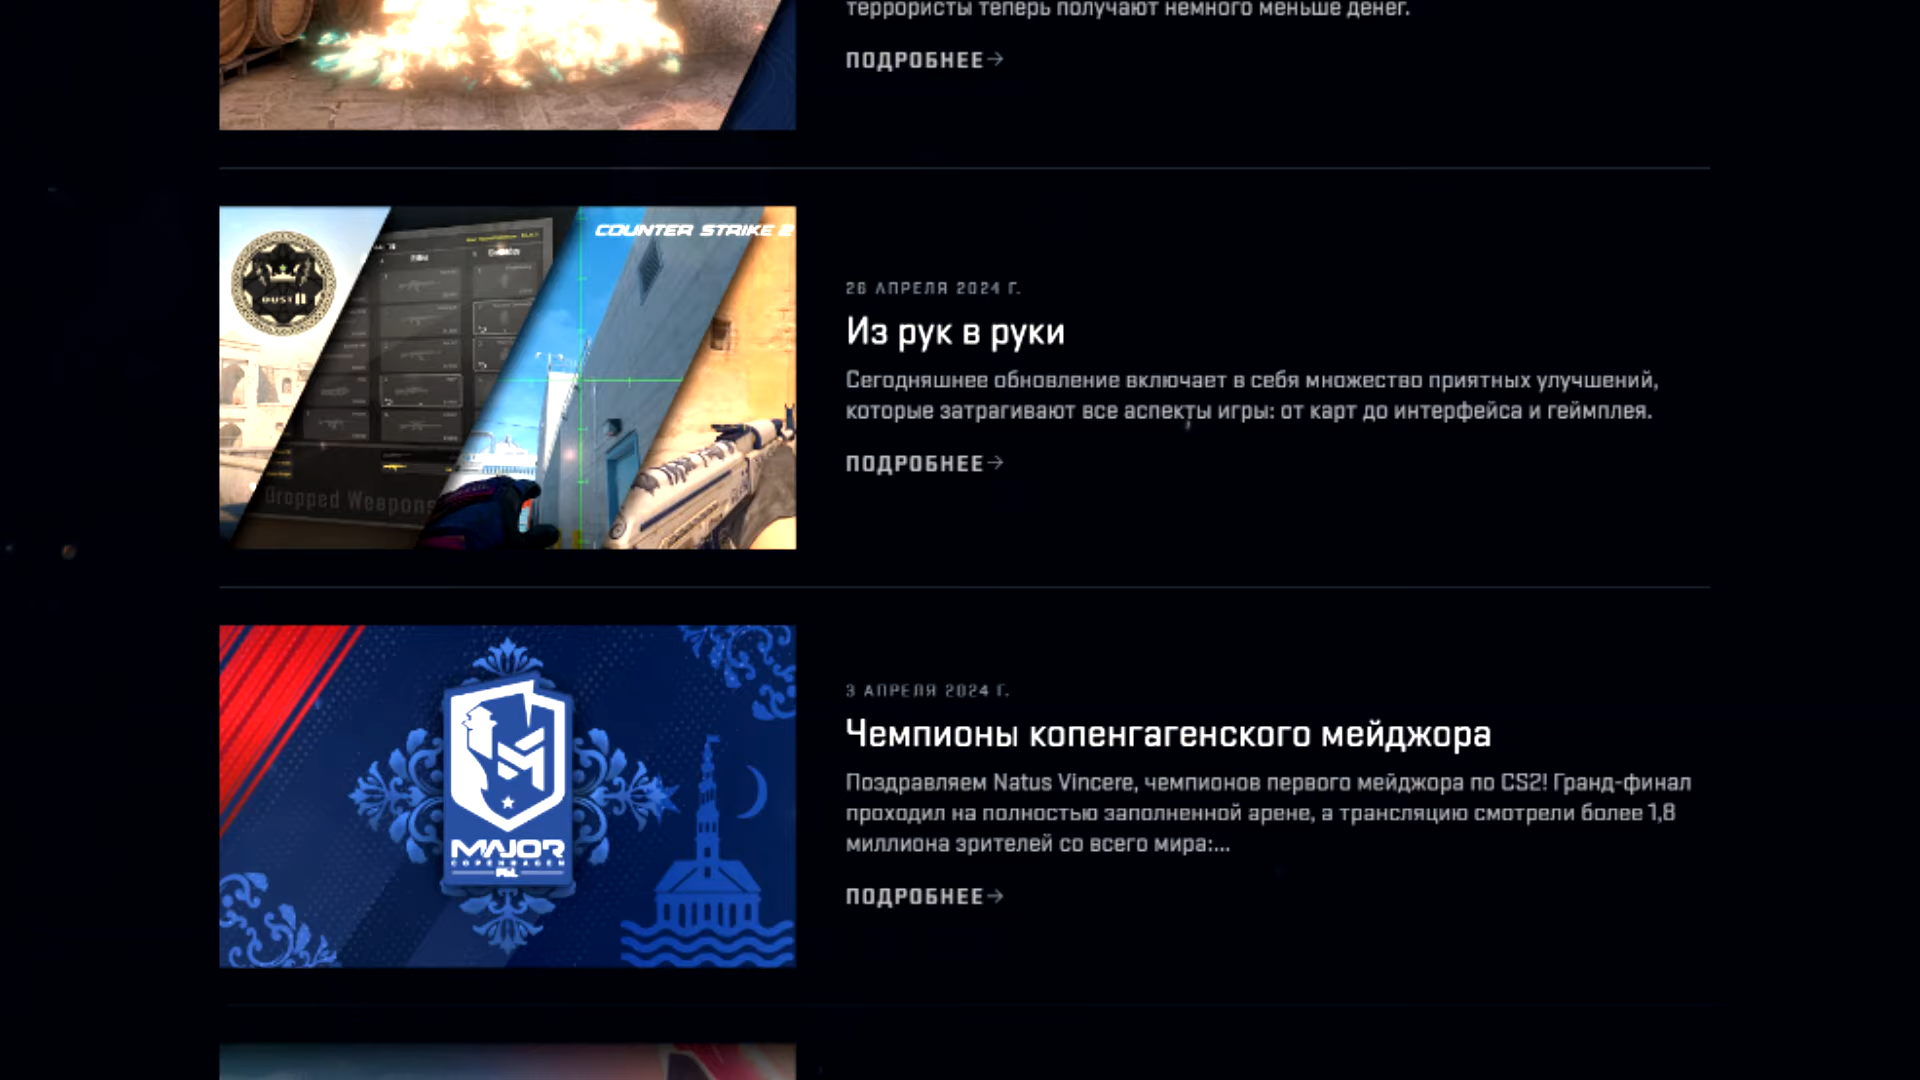 террористы теперь получают немного меньше денег.
ПОДРОБНЕЕ→
COUNTER STRIKE 2
DUST II
Dropped Weapons
26 АПРЕЛЯ 2024 Г.
Из рук в руки
Сегодняшнее обновление включает в себя множество приятных улучшений,
которые затрагивают все аспекты игры: от карт до интерфейса и геймплея.
ПОДРОБНЕЕ→
MAJOR
COPENHAGEN
3 АПРЕЛЯ 2024 Г.
Чемпионы копенгагенского мейджора
Поздравляем Natus Vincere, чемпионов первого мейджора по CS2! Гранд-финал
проходил на полностью заполненной арене, а трансляцию смотрели более 1,8
миллиона зрителей со всего мира:...
ПОДРОБНЕЕ→